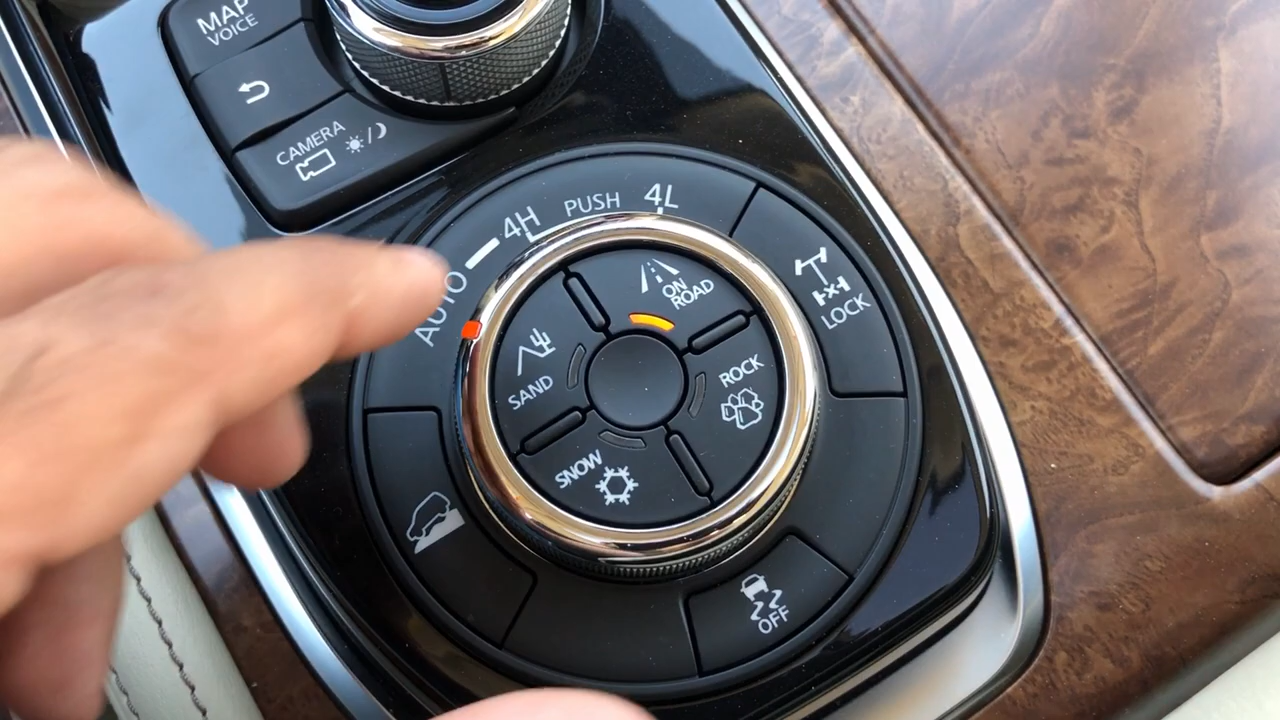 MAP
VOICE
CAMERA
AUTO
4H
PUSH
4L
ON
ROAD
LOCK
SAND
ROCK
SNOW
OFF